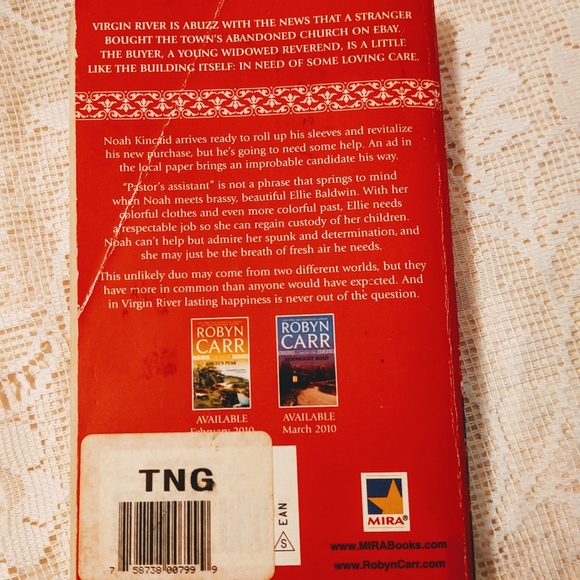 VIRGIN RIVER IS ABUZZ WITH THE NEWS THAT A STRANGER
BOUGHT THE TOWN'S ABANDONED CHURCH ON EBAY.
THE BUYER, A YOUNG WIDOWED REVEREND, IS A LITTLE
LIKE THE BUILDING ITSELF: IN NEED OF SOME LOVING CARE.
Noah Kincaid arrives ready to roll up his sleeves and revitalize
his new purchase, but he's going to need some help. An ad in
the local paper brings an improbable candidate his way.
"Pastor's assistant" is not a phrase that springs to mind
when Noah meets brassy, beautiful Ellie Baldwin. With her
colorful clothes and even more colorful past, Ellie needs
a respectable job so she can regain custody of her children.
Noah can't help but admire her spunk and determination, and
she may just be the breath of fresh air he needs.
This unlikely duo may come from two different worlds, but they
have more in common than anyone would have expected. And
in Virgin River lasting happiness is never out of the question.
ROBYN
CARR
ANGEL'S PEAK
ROBYN
CARR
MOONLIGHT ROAD
AVAILABLE
February 2010
AVAILABLE
March 2010
TNG
7 58738 00799 9
EAN
S
MIRA®
www.MIRABooks.com
www.RobynCarr.com